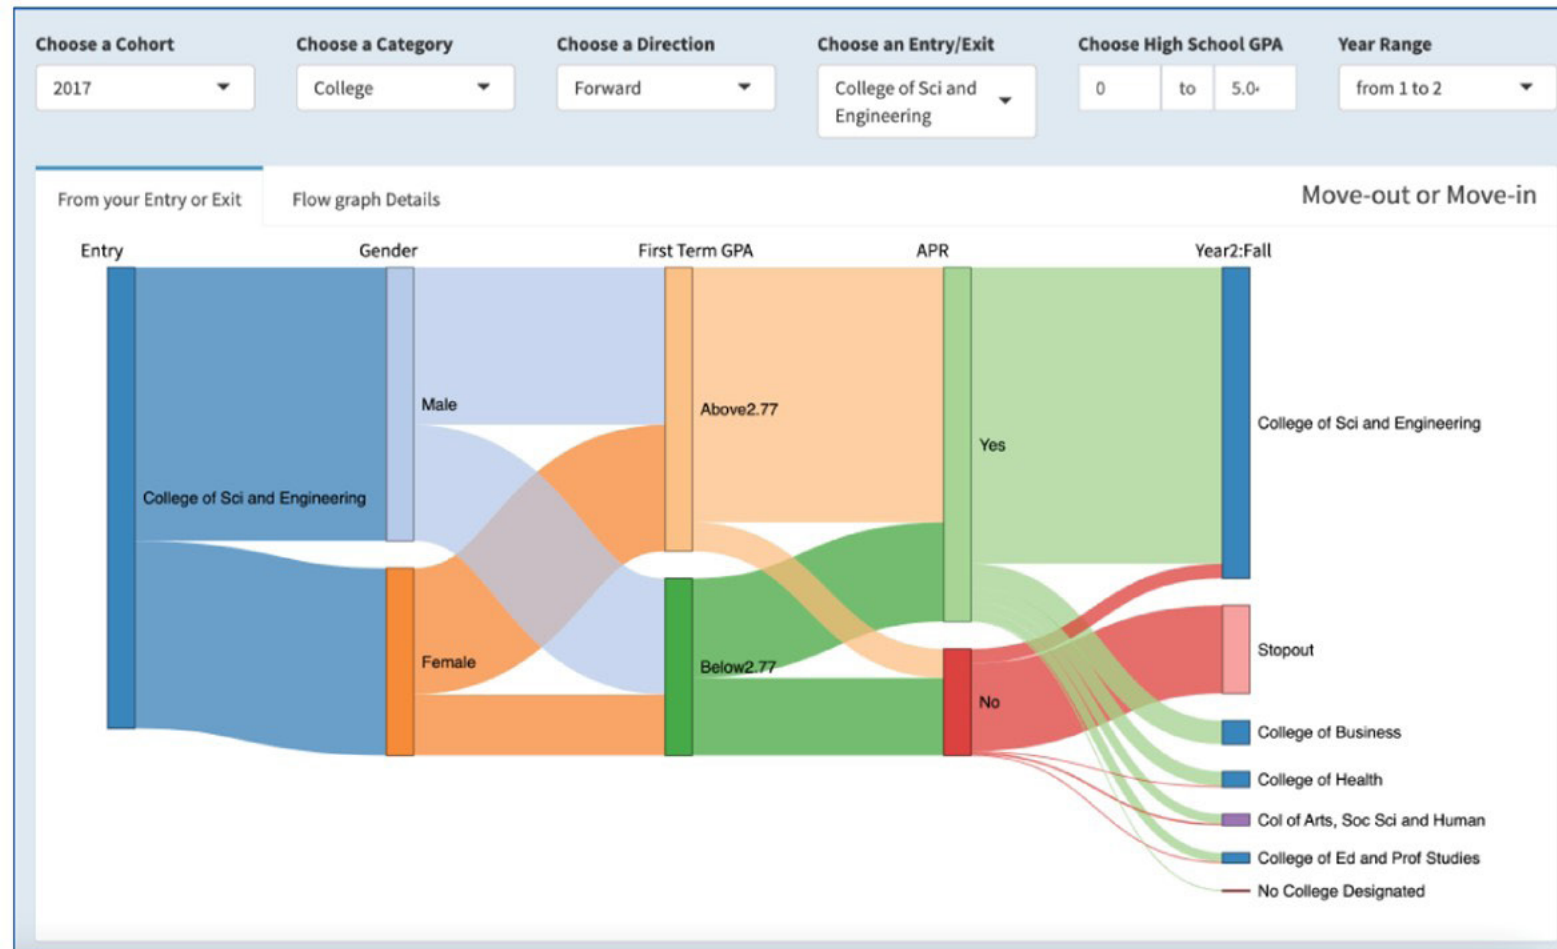 Choose a Cohort
Choose a Category
Choose a Direction
Choose an Entry/Exit
Choose High School GPA
Year Range
2017
College
Forward
College of Sci and
Engineering
0
to
5.0
from 1 to 2
From your Entry or Exit
Flow graph Details
Move-out or Move-in
Entry
Gender
First Term GPA
APR
Year2:Fall
Male
Above2.77
College of Sci and Engineering
Yes
College of Sci and Engineering
Female
Below2.77
Stopout
No
College of Business
College of Health
Col of Arts, Soc Sci and Human
College of Ed and Prof Studies
No College Designated